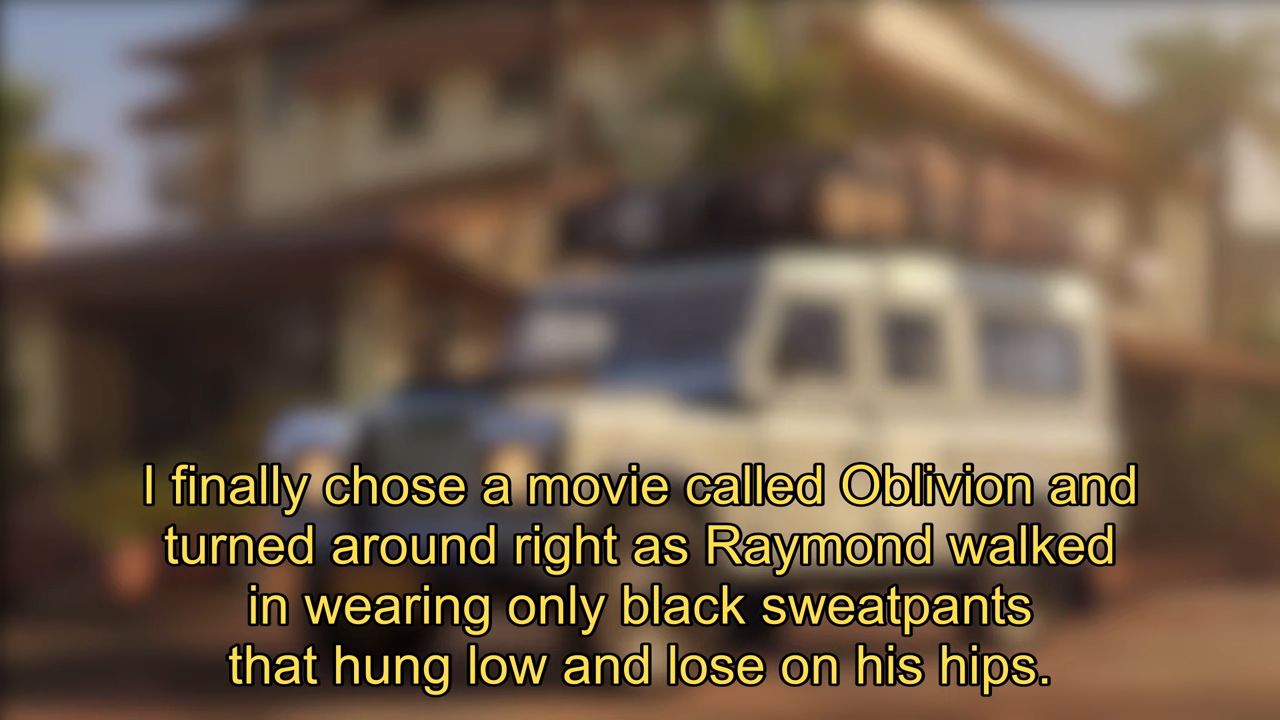 I finally chose a movie called Oblivion and
turned around right as Raymond walked
in wearing only black sweatpants
that hung low and lose on his hips.